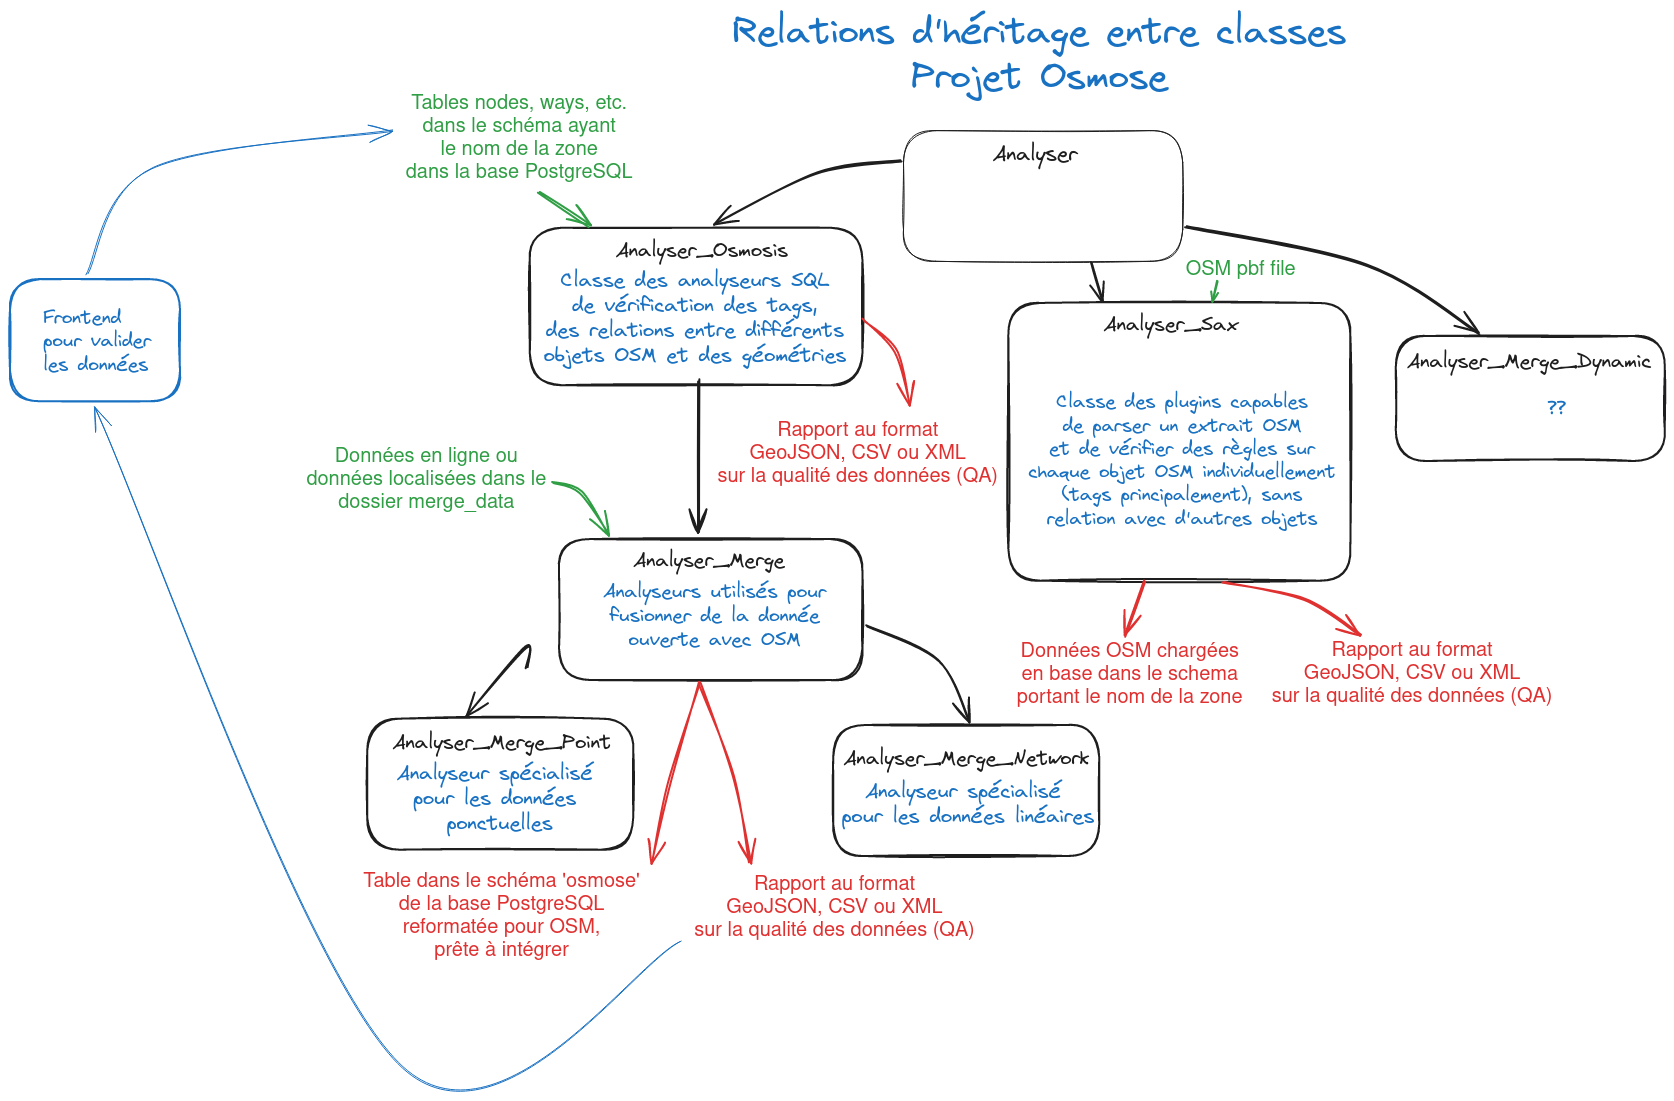 Relations d'héritage entre classes
Projet Osmose
Tables nodes, ways, etc.
dans le schéma ayant
le nom de la zone
dans la base PostgreSQL
Analyser
Analyser_Osmosis
Classe des analyseurs SQL
de vérification des tags,
des relations entre différents
objets OSM et des géométries
OSM pbf file
Frontend
pour valider
les données
Analyser_Sax
Classe des plugins capables
de parser un extrait OSM
et de vérifier des règles sur
chaque objet OSM individuellement
(tags principalement), sans
relation avec d'autres objets
Analyser_Merge_Dynamic
??
Rapport au format
GeoJSON, CSV ou XML
sur la qualité des données (QA)
Données en ligne ou
données localisées dans le
dossier merge_data
Analyser_Merge
Analyseurs utilisés pour
fusionner de la donnée
ouverte avec OSM
Données OSM chargées
en base dans le schema
portant le nom de la zone
Rapport au format
GeoJSON, CSV ou XML
sur la qualité des données (QA)
Analyser_Merge_Point
Analyseur spécialisé
pour les données
ponctuelles
Analyser_Merge_Network
Analyseur spécialisé
pour les données linéaires
Table dans le schéma 'osmose'
de la base PostgreSQL
reformatée pour OSM,
prête à intégrer
Rapport au format
GeoJSON, CSV ou XML
sur la qualité des données (QA)